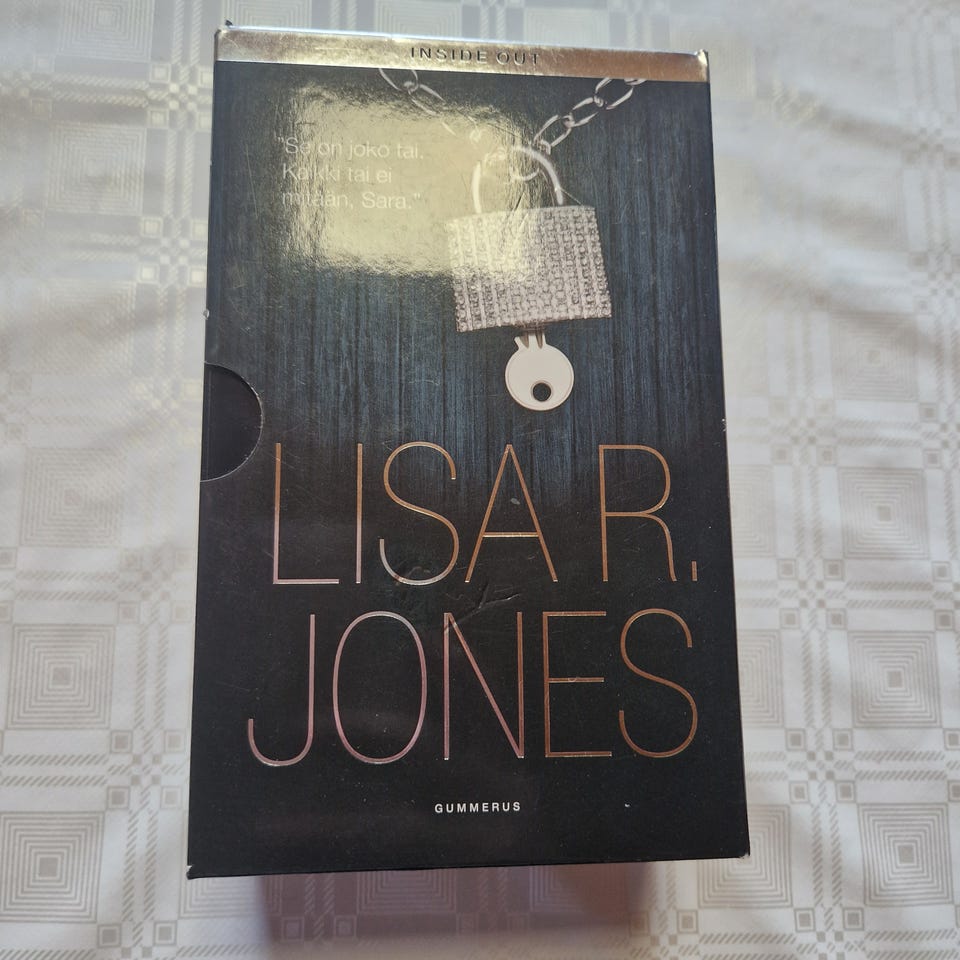 INSIDE OUT
"Se on joko tai.
Kaikki tai ei
mitään, Sara."
LISA R.
JONES
GUMMERUS